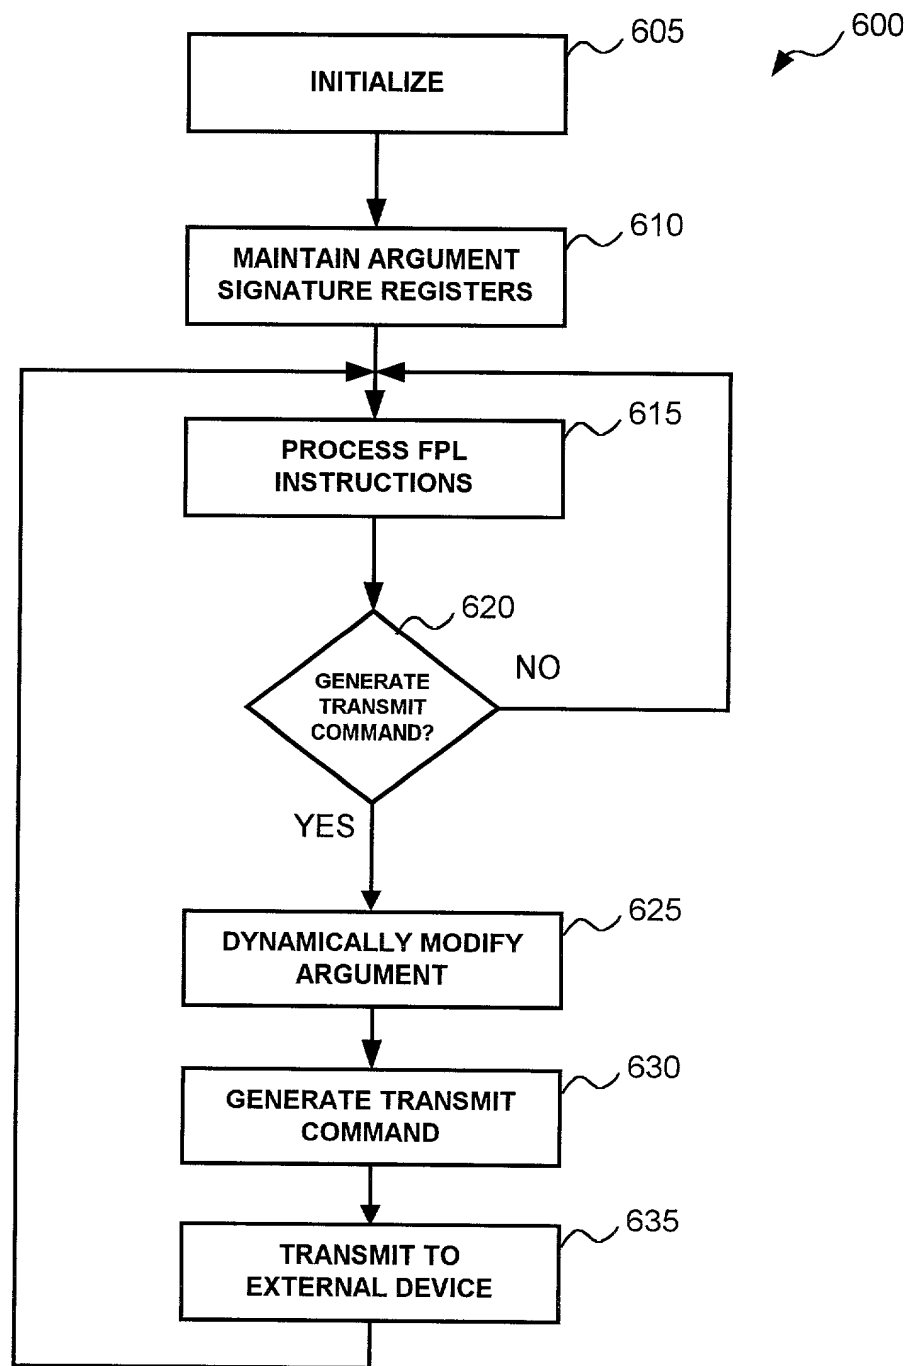 600
605
INITIALIZE
610
MAINTAIN ARGUMENT
SIGNATURE REGISTERS
615
PROCESS FPL
INSTRUCTIONS
620
GENERATE
TRANSMIT
COMMAND?
NO
YES
625
DYNAMICALLY MODIFY
ARGUMENT
630
GENERATE TRANSMIT
COMMAND
635
TRANSMIT TO
EXTERNAL DEVICE